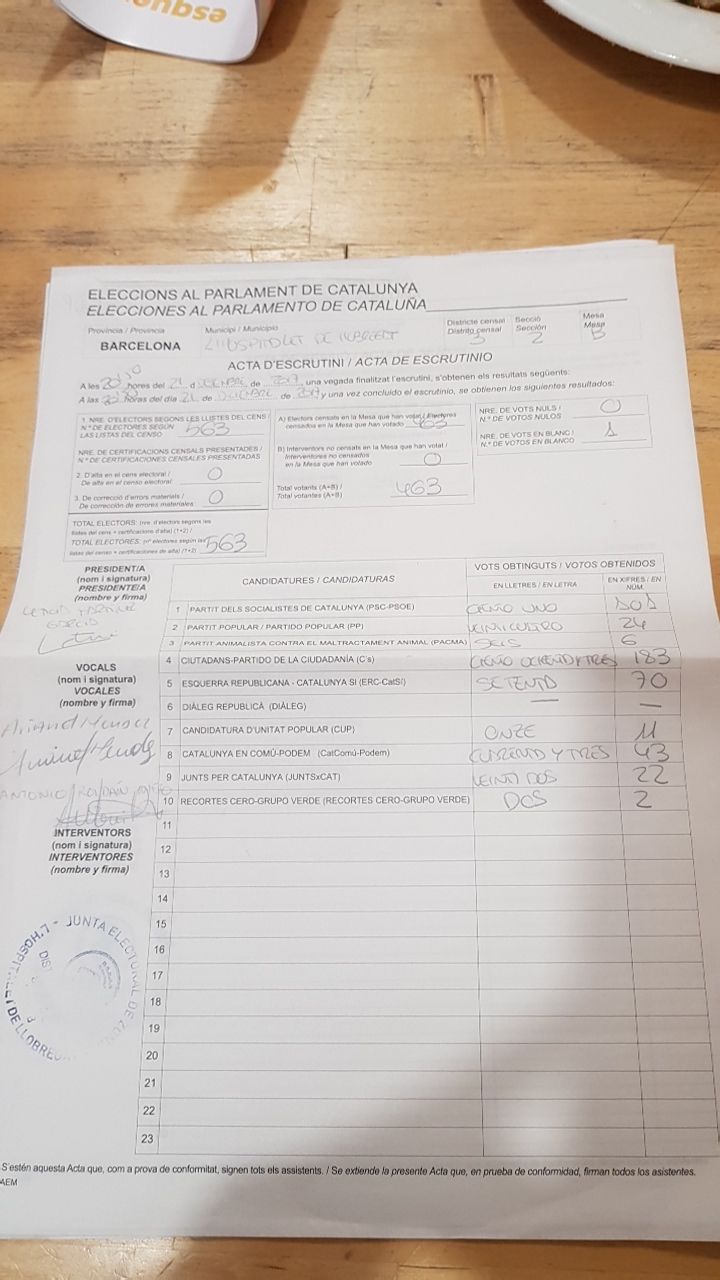 esquo
ELECCIONS AL PARLAMENT DE CATALUNYA
ELECCIONES AL PARLAMENTO DE CATALUÑA
Província / Provincia
BARCELONA
Municipi / Municipio
Districte censal
Distrito censal
3
Secció
Sección
2
Mesa
Mesa
B
ACTA D'ESCRUTINI / ACTA DE ESCRUTINIO
A les hores del 21 d de 2017, una vegada finalitzat l'escrutini, s'obtenen els resultats següents:
A las horas del día 21 de DICIEMBRE de 2017 y una vez concluido el escrutinio, se obtienen los siguientes resultados:
1. NRE. D'ELECTORS SEGONS LES LLISTES DEL CENS /
N.º DE ELECTORES SEGÚN
LAS LISTAS DEL CENSO
563
NRE. DE CERTIFICACIONS CENSALS PRESENTADES /
N.º DE CERTIFICACIONES CENSALES PRESENTADAS
2. D'alta en el cens electoral /
De alta en el censo electoral: 0
3. De correcció d'errors materials /
De corrección de errores materiales: 0
TOTAL ELECTORS: (nre. d'electors segons les
llistes del cens + certificacions d'alta) (1+2) /
TOTAL ELECTORES: (nº electores según las
listas del censo + certificaciones de alta) (1+2) 563
A) Electors censats en la Mesa que han votat / Electores
censados en la Mesa que han votado 463
B) Interventors no censats en la Mesa que han votat /
Interventores no censados
en la Mesa que han votado 0
Total votants (A+B) /
Total votantes (A+B) 463
NRE. DE VOTS NULS /
N.º DE VOTOS NULOS 0
NRE. DE VOTS EN BLANC /
N.º DE VOTOS EN BLANCO 1
PRESIDENT/A
(nom i signatura)
PRESIDENTE/A
(nombre y firma)
VOCALS
(nom i signatura)
VOCALES
(nombre y firma)
ANTONIO
INTERVENTORS
(nom i signatura)
INTERVENTORES
(nombre y firma)
CANDIDATURES / CANDIDATURAS
VOTS OBTINGUTS / VOTOS OBTENIDOS
EN LLETRES / EN LETRA
EN XIFRES / EN NÚM.
1 PARTIT DELS SOCIALISTES DE CATALUNYA (PSC-PSOE) CIENTO UNO 101
2 PARTIT POPULAR / PARTIDO POPULAR (PP) VEINTICUATRO 24
3 PARTIT ANIMALISTA CONTRA EL MALTRACTAMENT ANIMAL (PACMA) SEIS 6
4 CIUTADANS-PARTIDO DE LA CIUDADANÍA (C's) 183
5 ESQUERRA REPUBLICANA - CATALUNYA SÍ (ERC-CatSí) SETENTA 70
6 DIÀLEG REPUBLICÀ (DIÀLEG) — —
7 CANDIDATURA D'UNITAT POPULAR (CUP) ONZE 11
8 CATALUNYA EN COMÚ-PODEM (CatComú-Podem) CUARENTA Y TRES 43
9 JUNTS PER CATALUNYA (JUNTSxCAT) VEINTI DOS 22
10 RECORTES CERO-GRUPO VERDE (RECORTES CERO-GRUPO VERDE) DOS 2
11
12
13
14
15
16
17
18
19
20
21
22
23
L'HOSPITALET DE LLOBREGAT - JUNTA ELECTORAL DE ZONA
S'estén aquesta Acta que, com a prova de conformitat, signen tots els assistents. / Se extiende la presente Acta que, en prueba de conformidad, firman todos los asistentes.
AEM